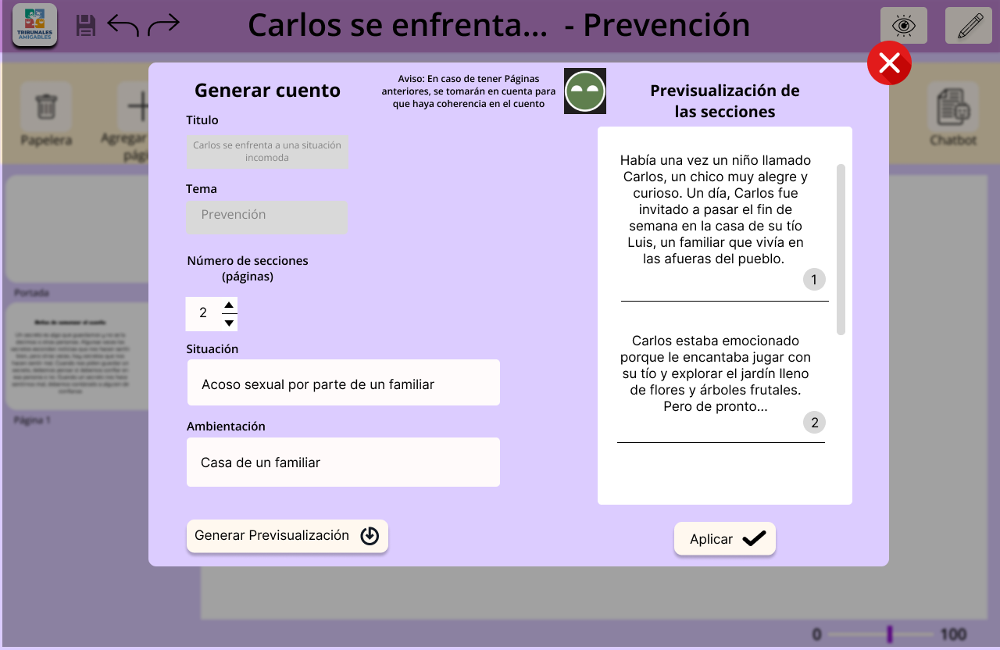 TRIBUNALES
AMIGABLES
Carlos se enfrenta... - Prevención
Papelera
Agregar
pági
Chatbot
Portada
Página 1
Generar cuento
Aviso: En caso de tener Páginas
anteriores, se tomarán en cuenta para
que haya coherencia en el cuento
Titulo
Carlos se enfrenta a una situación
incomoda
Tema
Prevención
Número de secciones
(páginas)
2
Situación
Acoso sexual por parte de un familiar
Ambientación
Casa de un familiar
Generar Previsualización
Previsualización de
las secciones
Había una vez un niño llamado
Carlos, un chico muy alegre y
curioso. Un día, Carlos fue
invitado a pasar el fin de
semana en la casa de su tío
Luis, un familiar que vivía en
las afueras del pueblo.
1
Carlos estaba emocionado
porque le encantaba jugar con
su tío y explorar el jardín lleno
de flores y árboles frutales.
Pero de pronto...
2
Aplicar
0
100